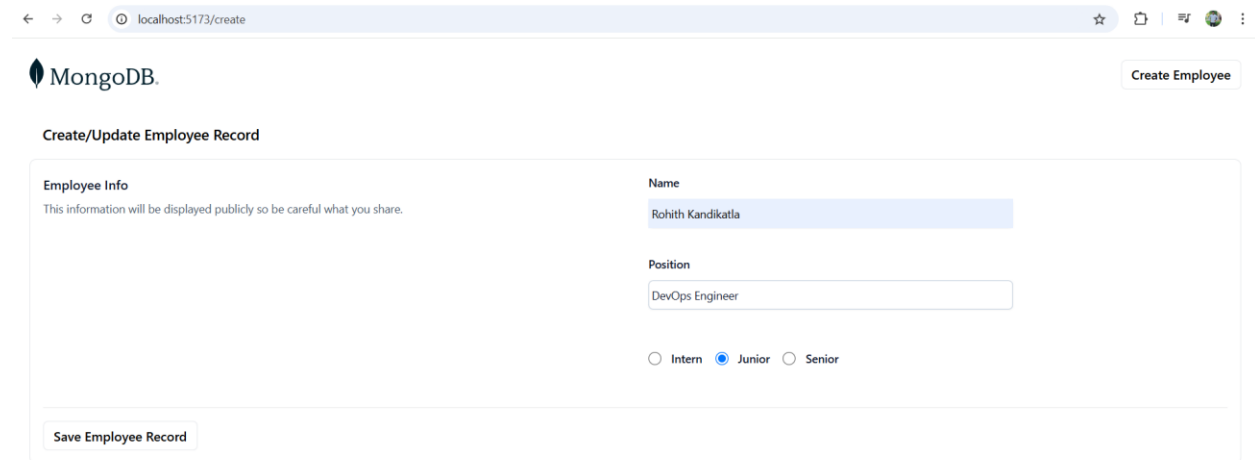 localhost:5173/create
MongoDB.
Create Employee
Create/Update Employee Record
Employee Info
This information will be displayed publicly so be careful what you share.
Name
Rohith Kandikatla
Position
DevOps Engineer
Intern Junior Senior
Save Employee Record